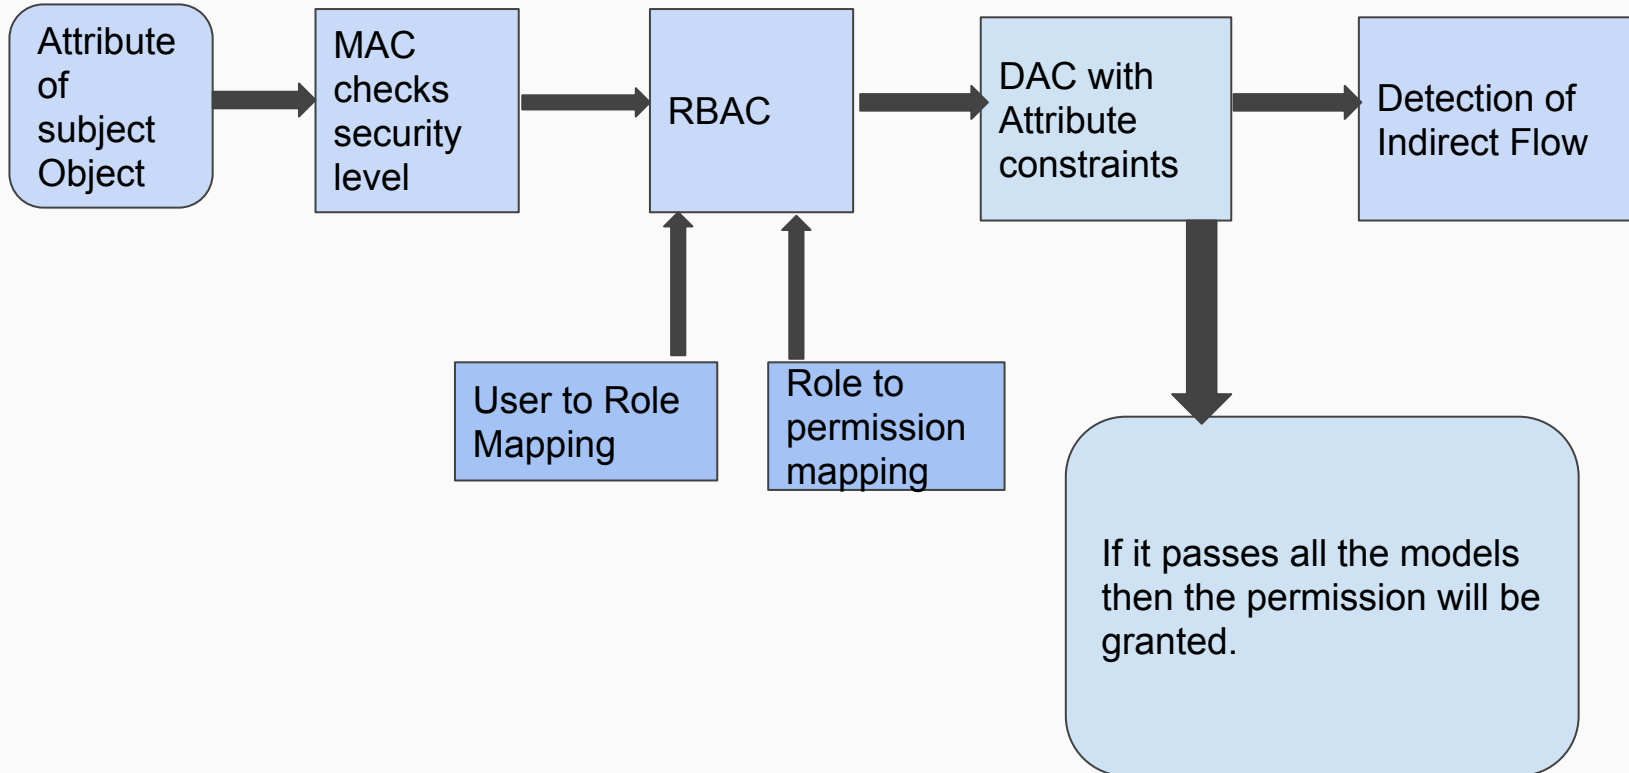 Attribute
of
subject
Object
MAC
checks
security
level
RBAC
DAC with
Attribute
constraints
Detection of
Indirect Flow
User to Role
Mapping
Role to
permission
mapping
If it passes all the models
then the permission will be
granted.